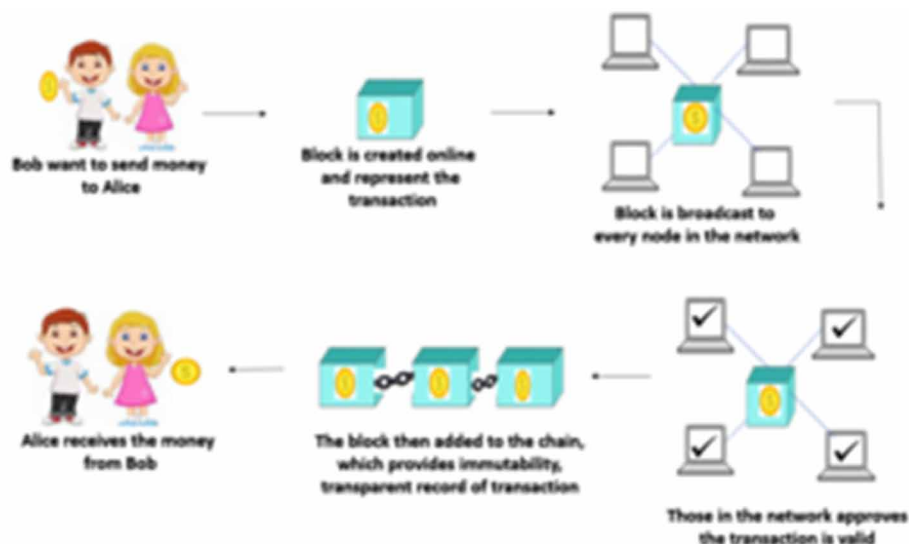 Bob want to send money
to Alice
Block is created online
and represent the
transaction
Block is broadcast to
every node in the network
Those in the network approves
the transaction is valid
The block then added to the chain,
which provides immutability,
transparent record of transaction
Alice receives the money
from Bob